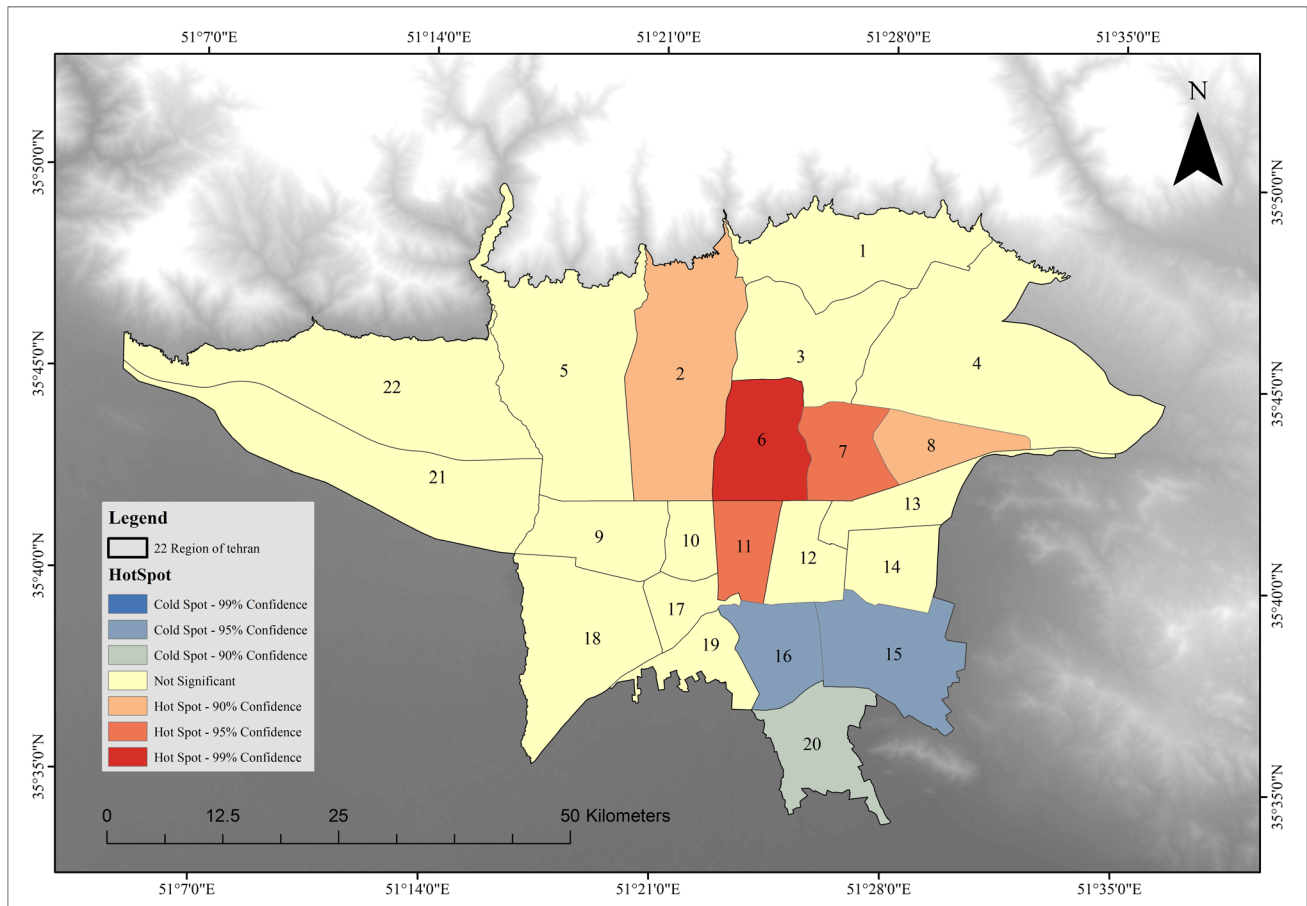 51°7'0"E 51°14'0"E 51°21'0"E 51°28'0"E 51°35'0"E
N
35°50'0"N
35°50'0"N
1
35°45'0"N
3
4
5
2
22
35°45'0"N
6
7
8
21
13
9
10
11
12
14
35°40'0"N
35°40'0"N
17
18
19
16
15
20
35°35'0"N
35°35'0"N
Legend
22 Region of tehran
HotSpot
Cold Spot - 99% Confidence
Cold Spot - 95% Confidence
Cold Spot - 90% Confidence
Not Significant
Hot Spot - 90% Confidence
Hot Spot - 95% Confidence
Hot Spot - 99% Confidence
0 12.5 25 50 Kilometers
51°7'0"E 51°14'0"E 51°21'0"E 51°28'0"E 51°35'0"E